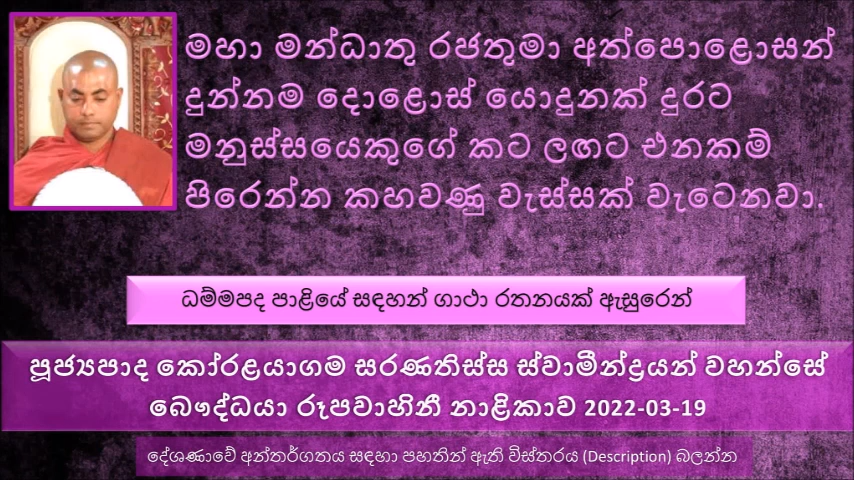 මහා මන්ධාතු රජතුමා අත්පොළොසන්
දුන්නම දොළොස් යොදුනක් දුරට
මනුස්සයෙකුගේ කට ලඟට එනකම්
පිරෙන්න කහවණු වැස්සක් වැටෙනවා.
ධම්මපද පාළියේ සඳහන් ගාථා රතනයක් ඇසුරෙන්
පූජ්‍යපාද කෝරළයාගම සරණතිස්ස ස්වාමීන්ද්‍රයන් වහන්සේ
බෞද්ධයා රූපවාහිනී නාළිකාව 2022-03-19
දේශණාවේ අන්තර්ගතය සඳහා පහතින් ඇති විස්තරය (Description) බලන්න